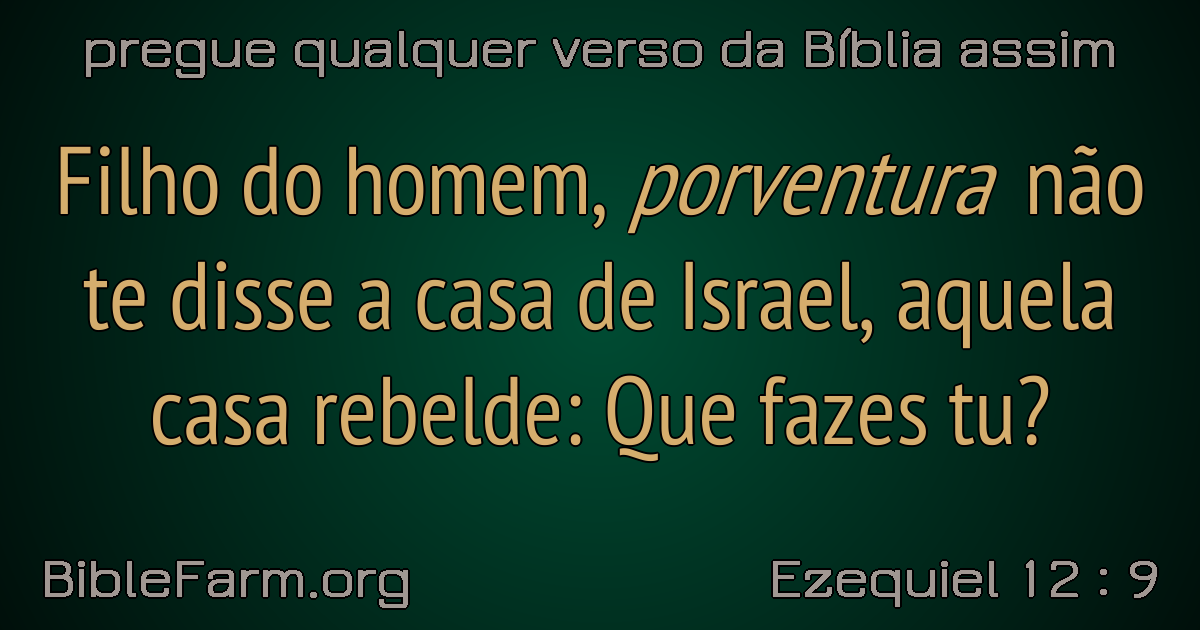 pregue qualquer verso da Bíblia assim
Filho do homem, porventura não
te disse a casa de Israel, aquela
casa rebelde: Que fazes tu?
BibleFarm.org
Ezequiel 12 : 9